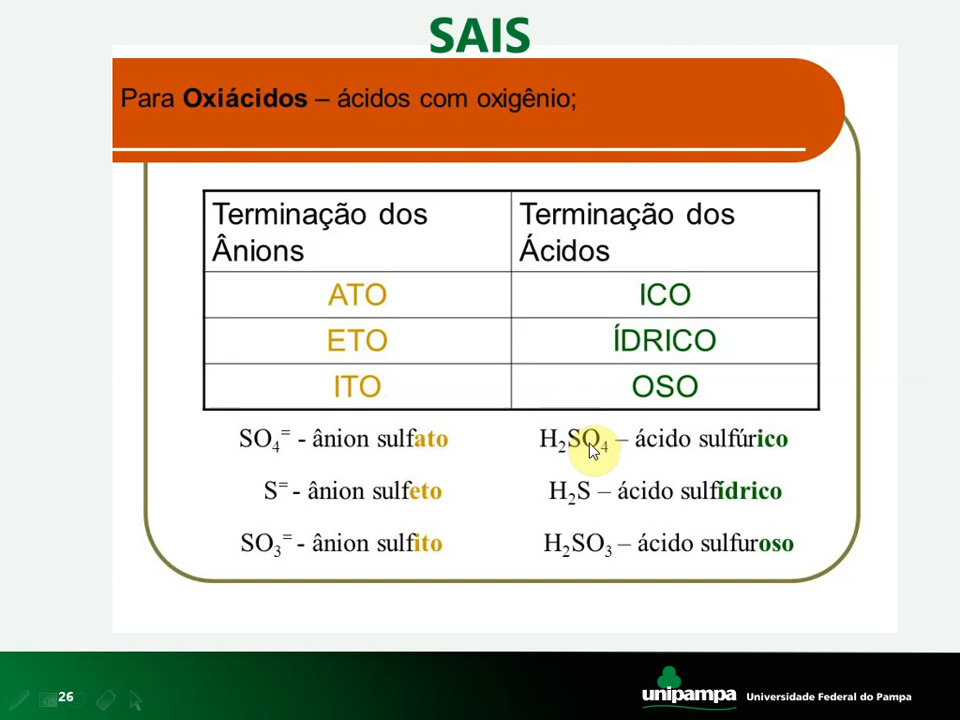 SAIS
Para Oxiácidos – ácidos com oxigênio;
Terminação dos Ânions
Terminação dos Ácidos
ATO ICO
ETO ÍDRICO
ITO OSO
SO₄⁼ - ânion sulfato H₂SO₄ – ácido sulfúrico
S⁼ - ânion sulfeto H₂S – ácido sulfídrico
SO₃⁼ - ânion sulfito H₂SO₃ – ácido sulfuroso
26
unipampa Universidade Federal do Pampa